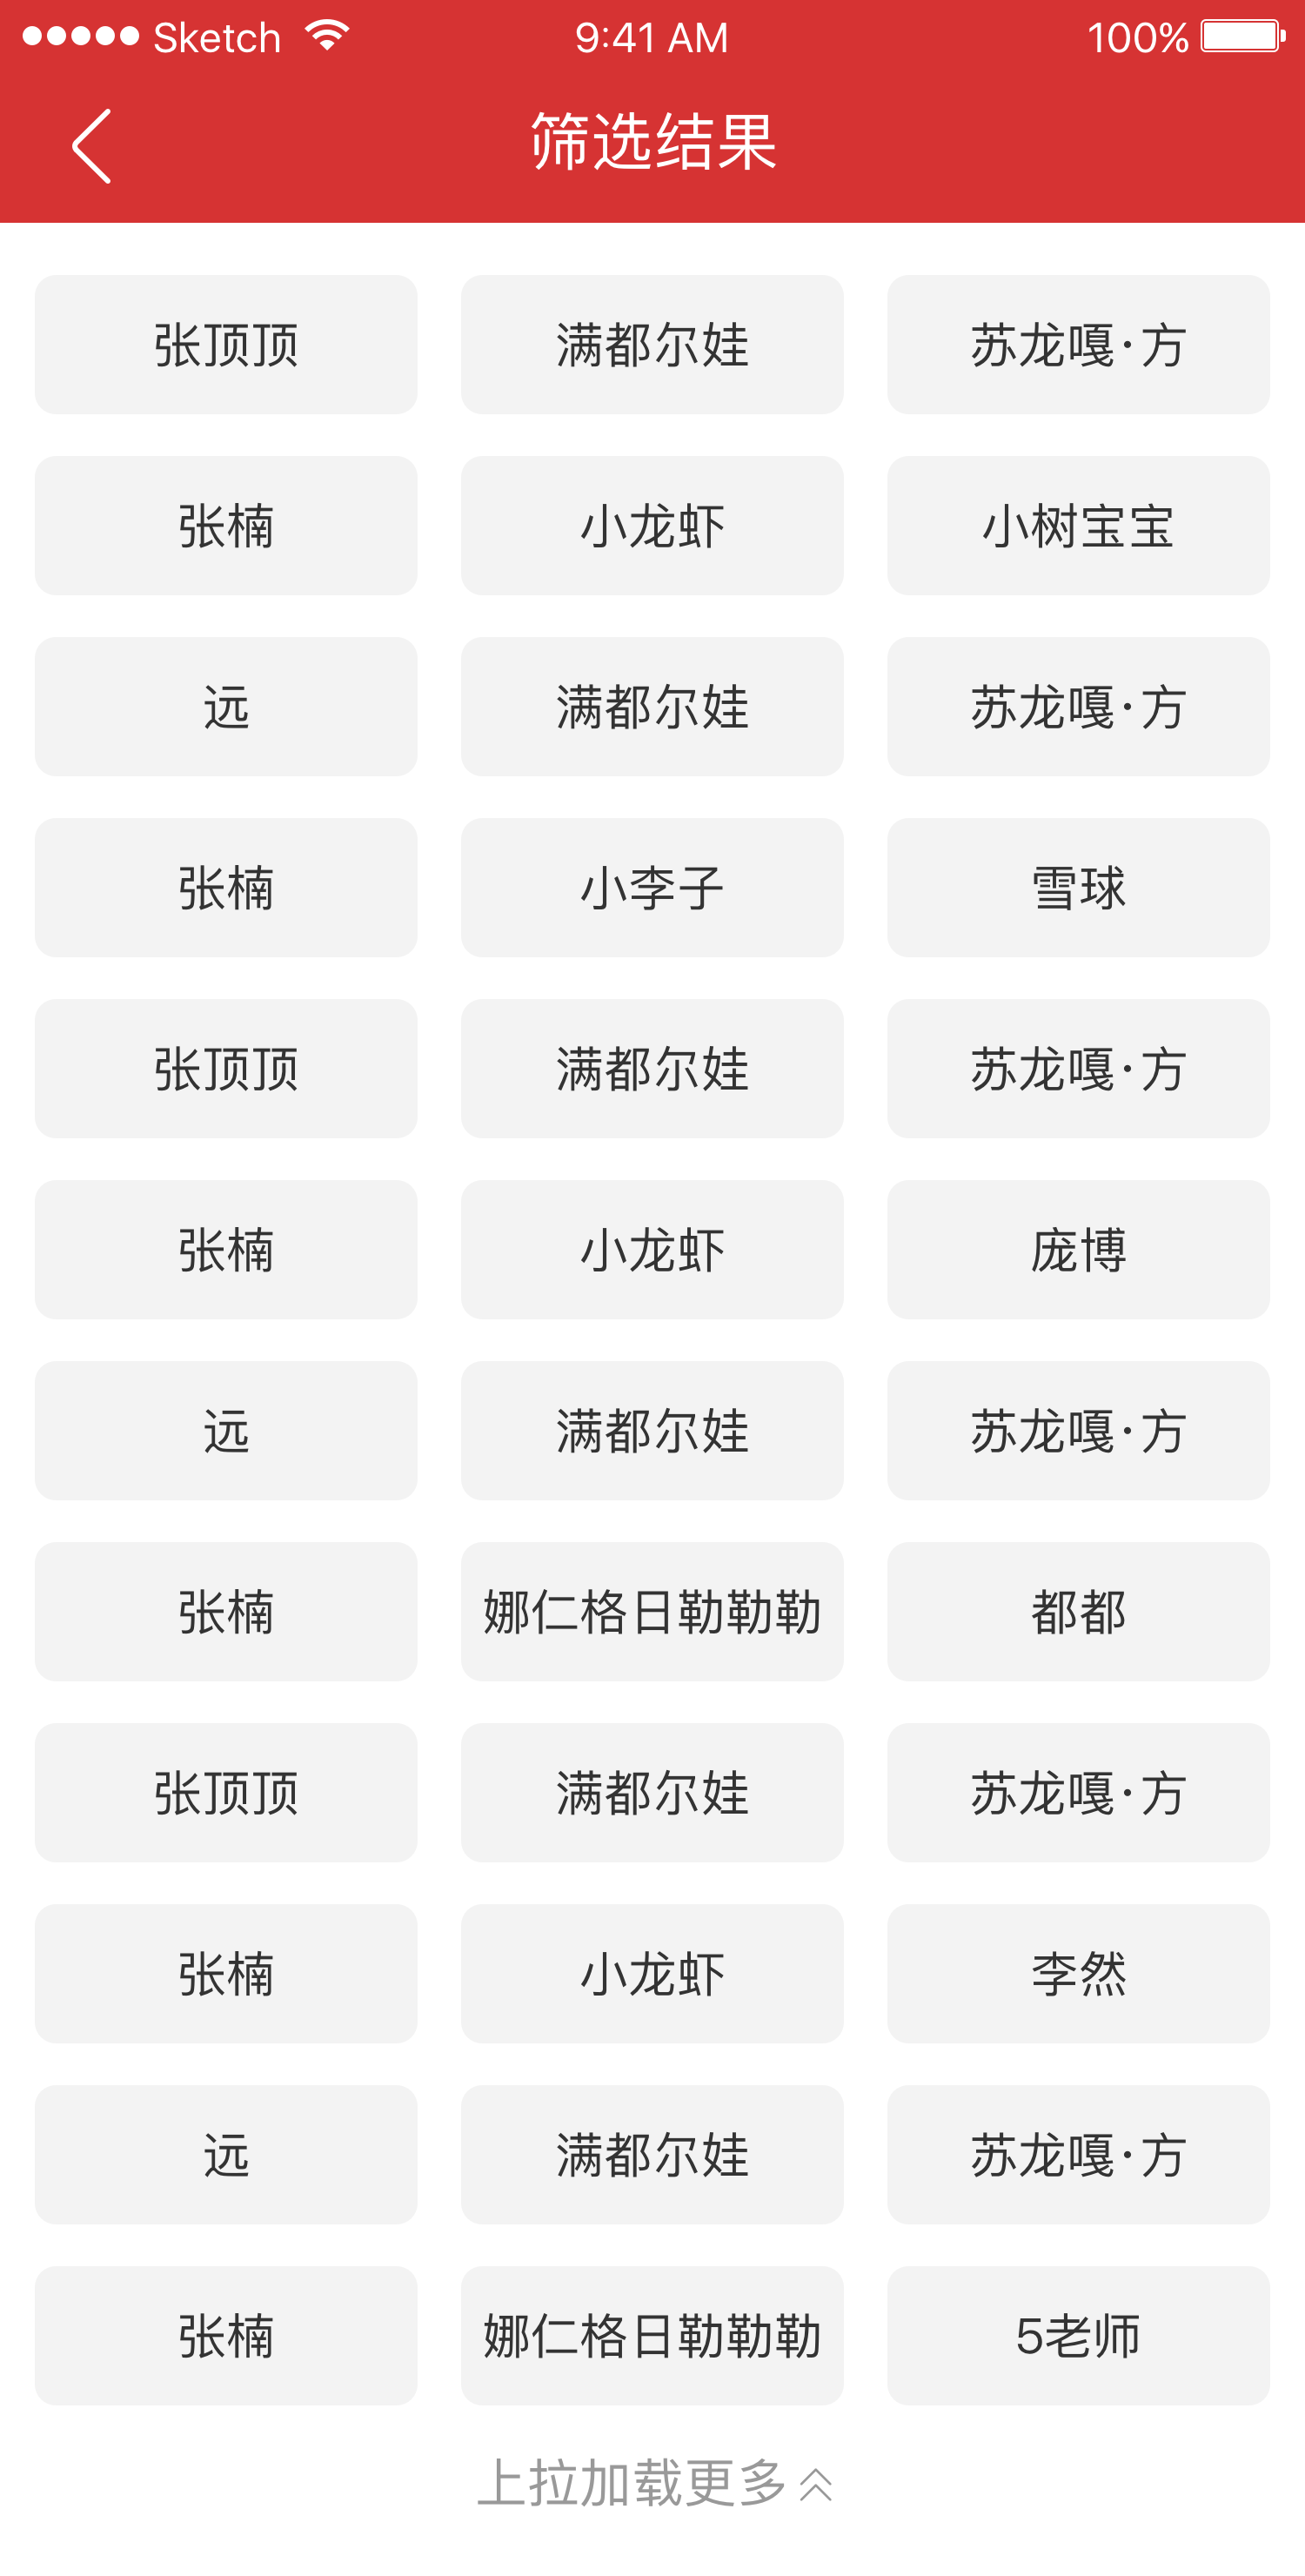 Sketch 9:41 AM 100%
筛选结果
张顶顶 满都尔娃 苏龙嘎·方
张楠 小龙虾 小树宝宝
远 满都尔娃 苏龙嘎·方
张楠 小李子 雪球
张顶顶 满都尔娃 苏龙嘎·方
张楠 小龙虾 庞博
远 满都尔娃 苏龙嘎·方
张楠 娜仁格日勒勒勒 都都
张顶顶 满都尔娃 苏龙嘎·方
张楠 小龙虾 李然
远 满都尔娃 苏龙嘎·方
张楠 娜仁格日勒勒勒 5老师
上拉加载更多